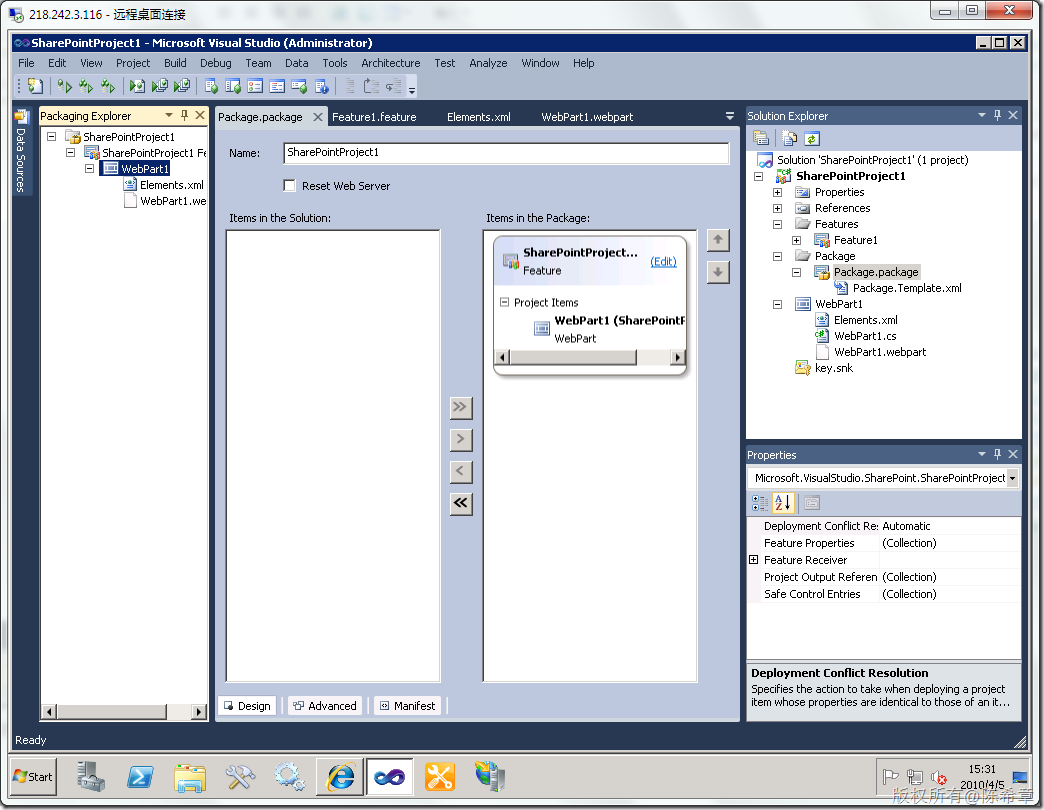 218.242.3.116 - 远程桌面连接
SharePointProject1 - Microsoft Visual Studio (Administrator)
File Edit View Project Build Debug Team Data Tools Architecture Test Analyze Window Help
Data Sources
Packaging Explorer
SharePointProject1
SharePointProject1 Fe
WebPart1
Elements.xml
WebPart1.we
Package.package Feature1.feature Elements.xml WebPart1.webpart
Name: SharePointProject1
Reset Web Server
Items in the Solution: Items in the Package:
SharePointProject...
Feature
(Edit)
Project Items
WebPart1 (SharePointF
WebPart
Design Advanced Manifest
Solution Explorer
Solution 'SharePointProject1' (1 project)
SharePointProject1
Properties
References
Features
Feature1
Package
Package.package
Package.Template.xml
WebPart1
Elements.xml
WebPart1.cs
WebPart1.webpart
key.snk
Properties
Microsoft.VisualStudio.SharePoint.SharePointProject
Deployment Conflict Re: Automatic
Feature Properties (Collection)
Feature Receiver
Project Output Referen (Collection)
Safe Control Entries (Collection)
Deployment Conflict Resolution
Specifies the action to take when deploying a project
item whose properties are identical to those of an it...
Ready
Start
15:31
2010/4/5
版权所有@陈希章